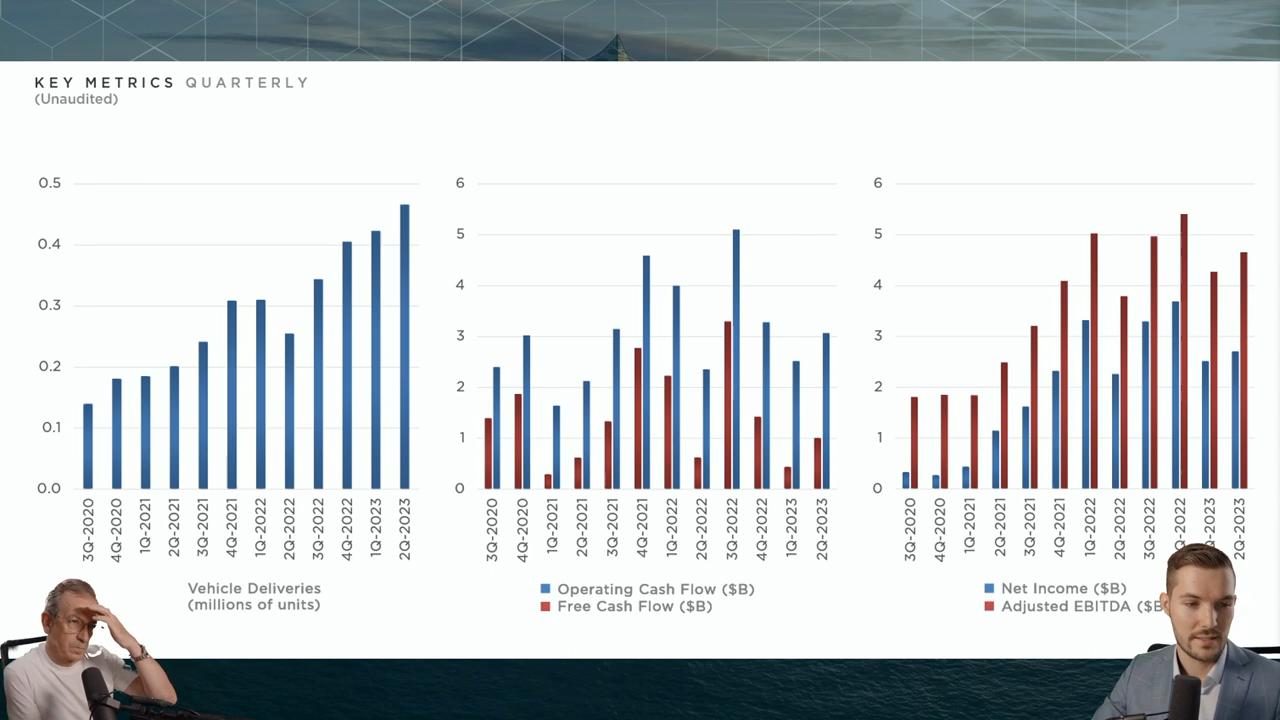 KEY METRICS QUARTERLY
(Unaudited)
0.5
0.4
0.3
0.2
0.1
0.0
3Q-2020
4Q-2020
1Q-2021
2Q-2021
3Q-2021
4Q-2021
1Q-2022
2Q-2022
3Q-2022
4Q-2022
1Q-2023
2Q-2023
Vehicle Deliveries
(millions of units)
6
5
4
3
2
1
0
3Q-2020
4Q-2020
1Q-2021
2Q-2021
3Q-2021
4Q-2021
1Q-2022
2Q-2022
3Q-2022
4Q-2022
1Q-2023
2Q-2023
Operating Cash Flow ($B)
Free Cash Flow ($B)
6
5
4
3
2
1
0
3Q-2020
4Q-2020
1Q-2021
2Q-2021
3Q-2021
4Q-2021
1Q-2022
2Q-2022
3Q-2022
Q-2022
Q-2023
2Q-2023
Net Income ($B)
Adjusted EBITDA ($B